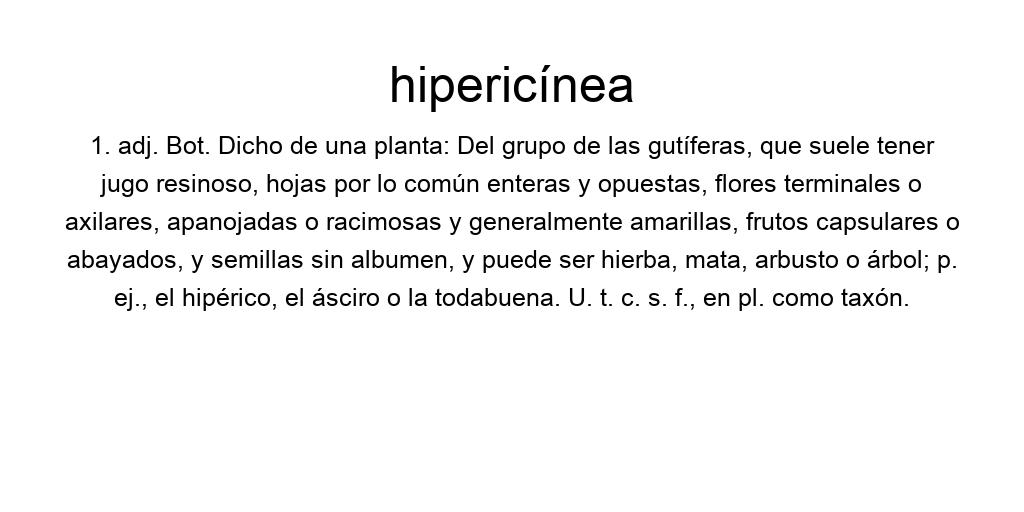 hipericínea
1. adj. Bot. Dicho de una planta: Del grupo de las gutíferas, que suele tener
jugo resinoso, hojas por lo común enteras y opuestas, flores terminales o
axilares, apanojadas o racimosas y generalmente amarillas, frutos capsulares o
abayados, y semillas sin albumen, y puede ser hierba, mata, arbusto o árbol; p.
ej., el hipérico, el ásciro o la todabuena. U. t. c. s. f., en pl. como taxón.